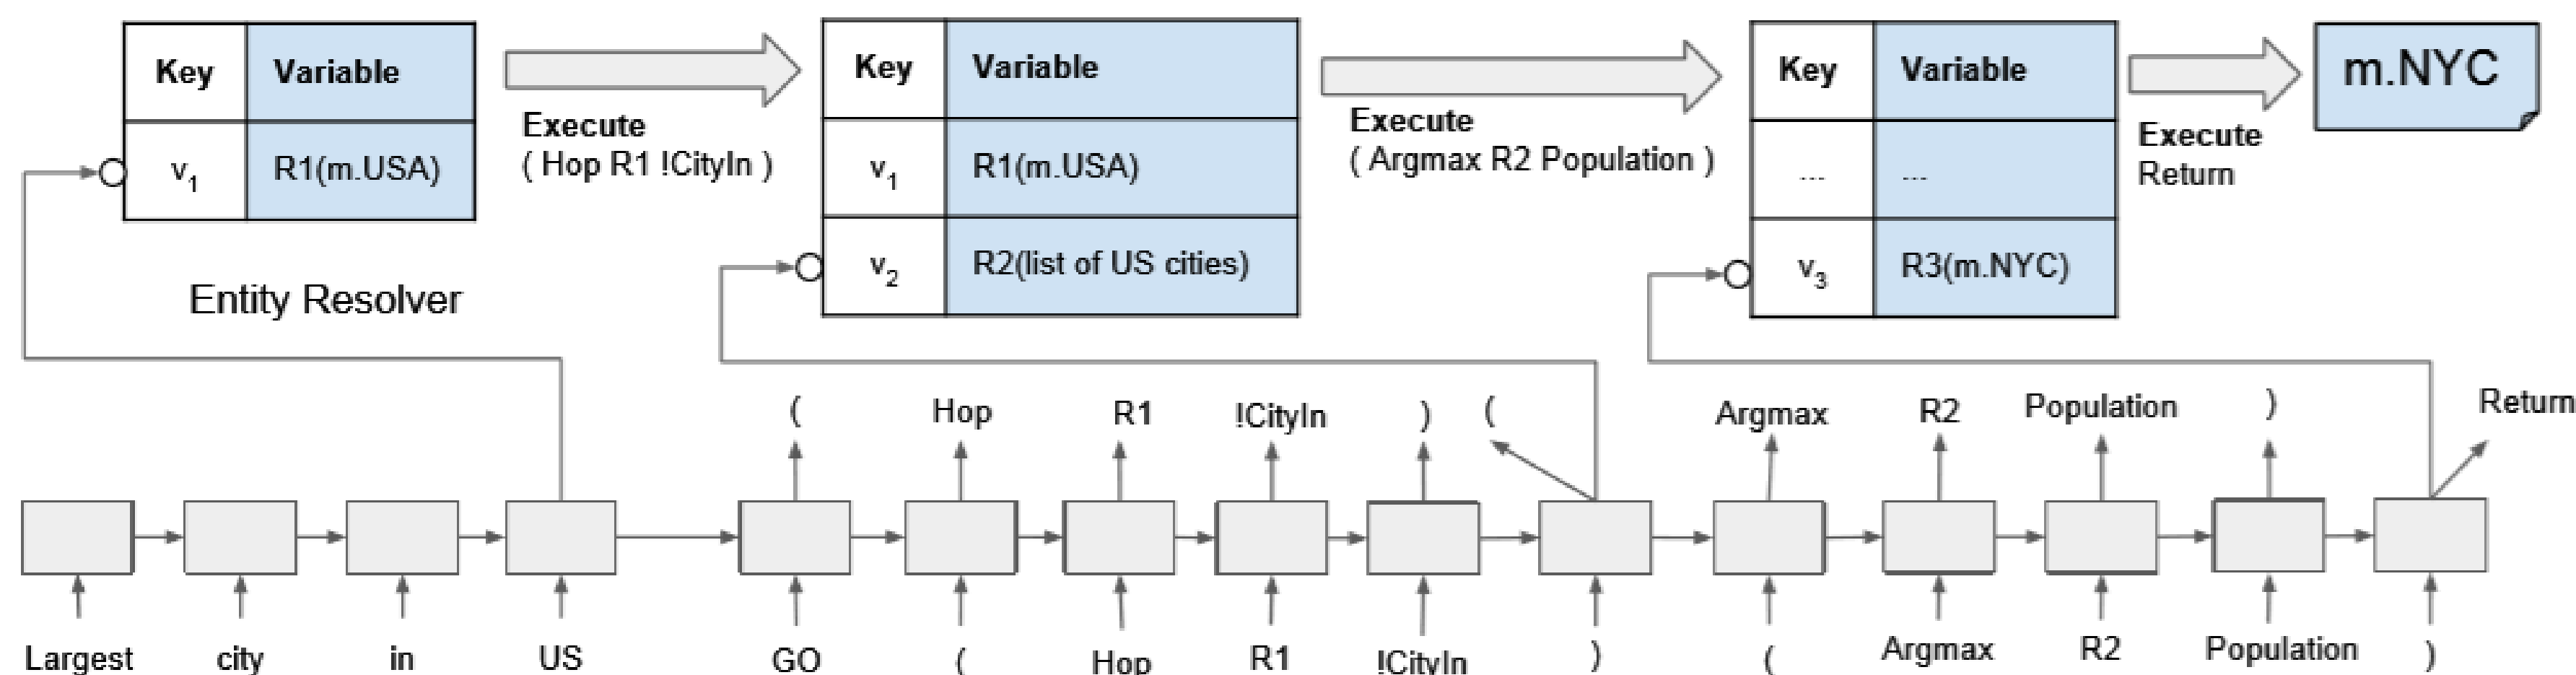 Key Variable
v1 R1(m.USA)
Execute
( Hop R1 !CityIn )
Key Variable
v1 R1(m.USA)
v2 R2(list of US cities)
Execute
( Argmax R2 Population )
Key Variable
... ...
v3 R3(m.NYC)
Execute
Return
m.NYC
Entity Resolver
( Hop R1 !CityIn ) ( Argmax R2 Population ) Return
Largest city in US GO ( Hop R1 !CityIn ) ( Argmax R2 Population )